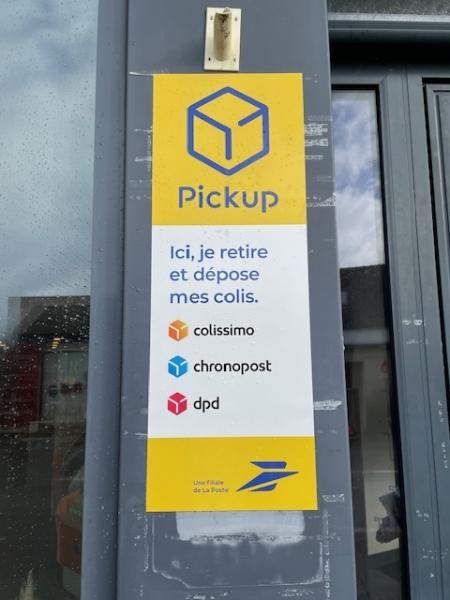 Pickup
Ici, je retire
et dépose
mes colis.
colissimo
chronopost
dpd
Une filiale
de La Poste